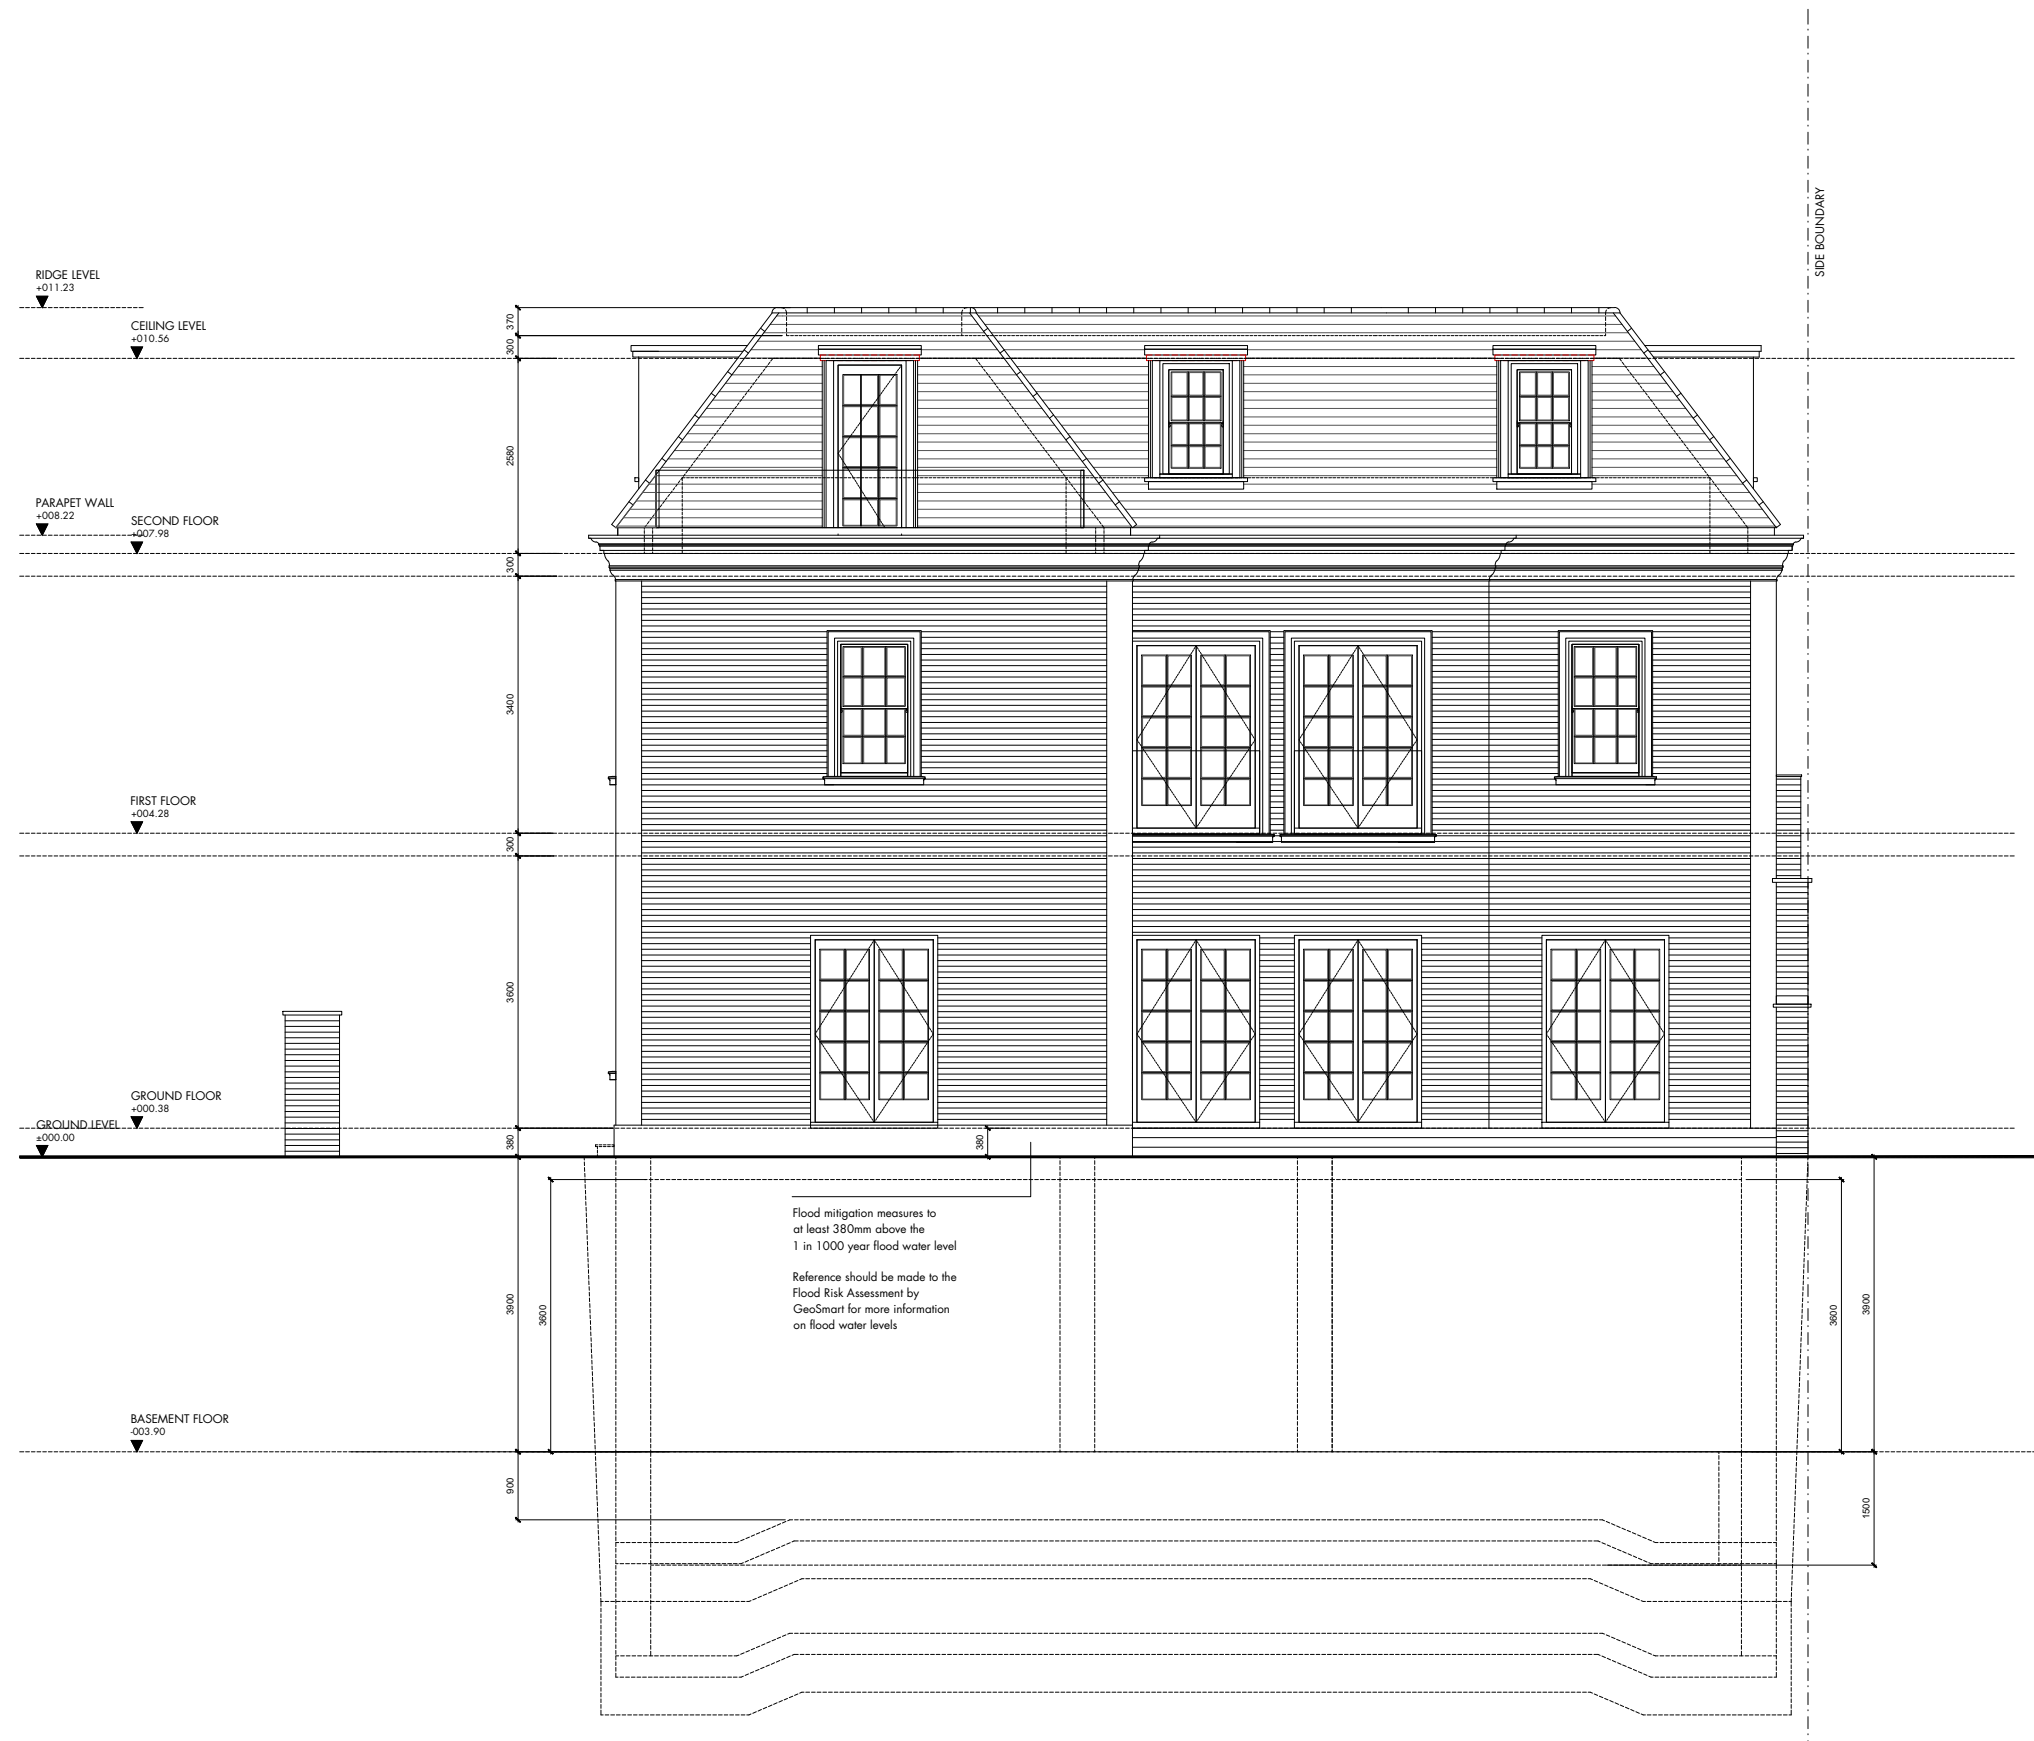 SIDE BOUNDARY
RIDGE LEVEL
+011.23
CEILING LEVEL
+010.56
370
300
2580
PARAPET WALL
+008.22
SECOND FLOOR
+007.98
300
3400
FIRST FLOOR
+004.28
300
3600
GROUND FLOOR
+000.38
GROUND LEVEL
±000.00
380
380
Flood mitigation measures to
at least 380mm above the
1 in 1000 year flood water level
Reference should be made to the
Flood Risk Assessment by
GeoSmart for more information
on flood water levels
3900
3600
3600
3900
BASEMENT FLOOR
-003.90
900
1500